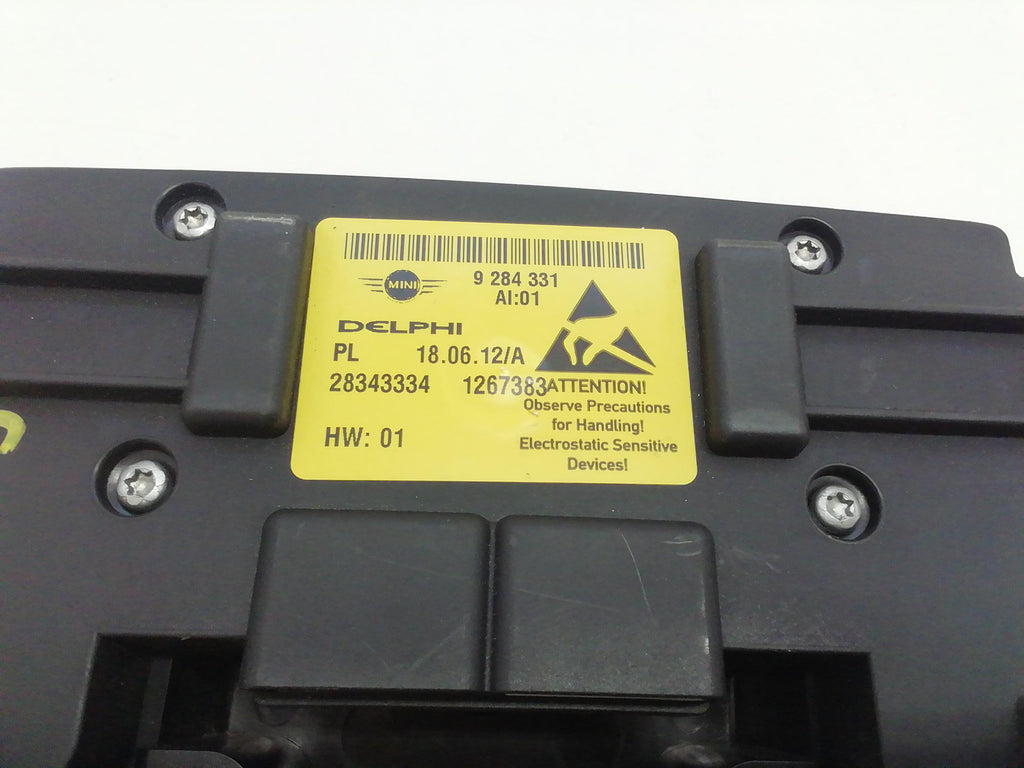 MINI
9 284 331
AI:01
DELPHI
PL 18.06.12/A
28343334 1267383
HW: 01
ATTENTION!
Observe Precautions
for Handling!
Electrostatic Sensitive
Devices!